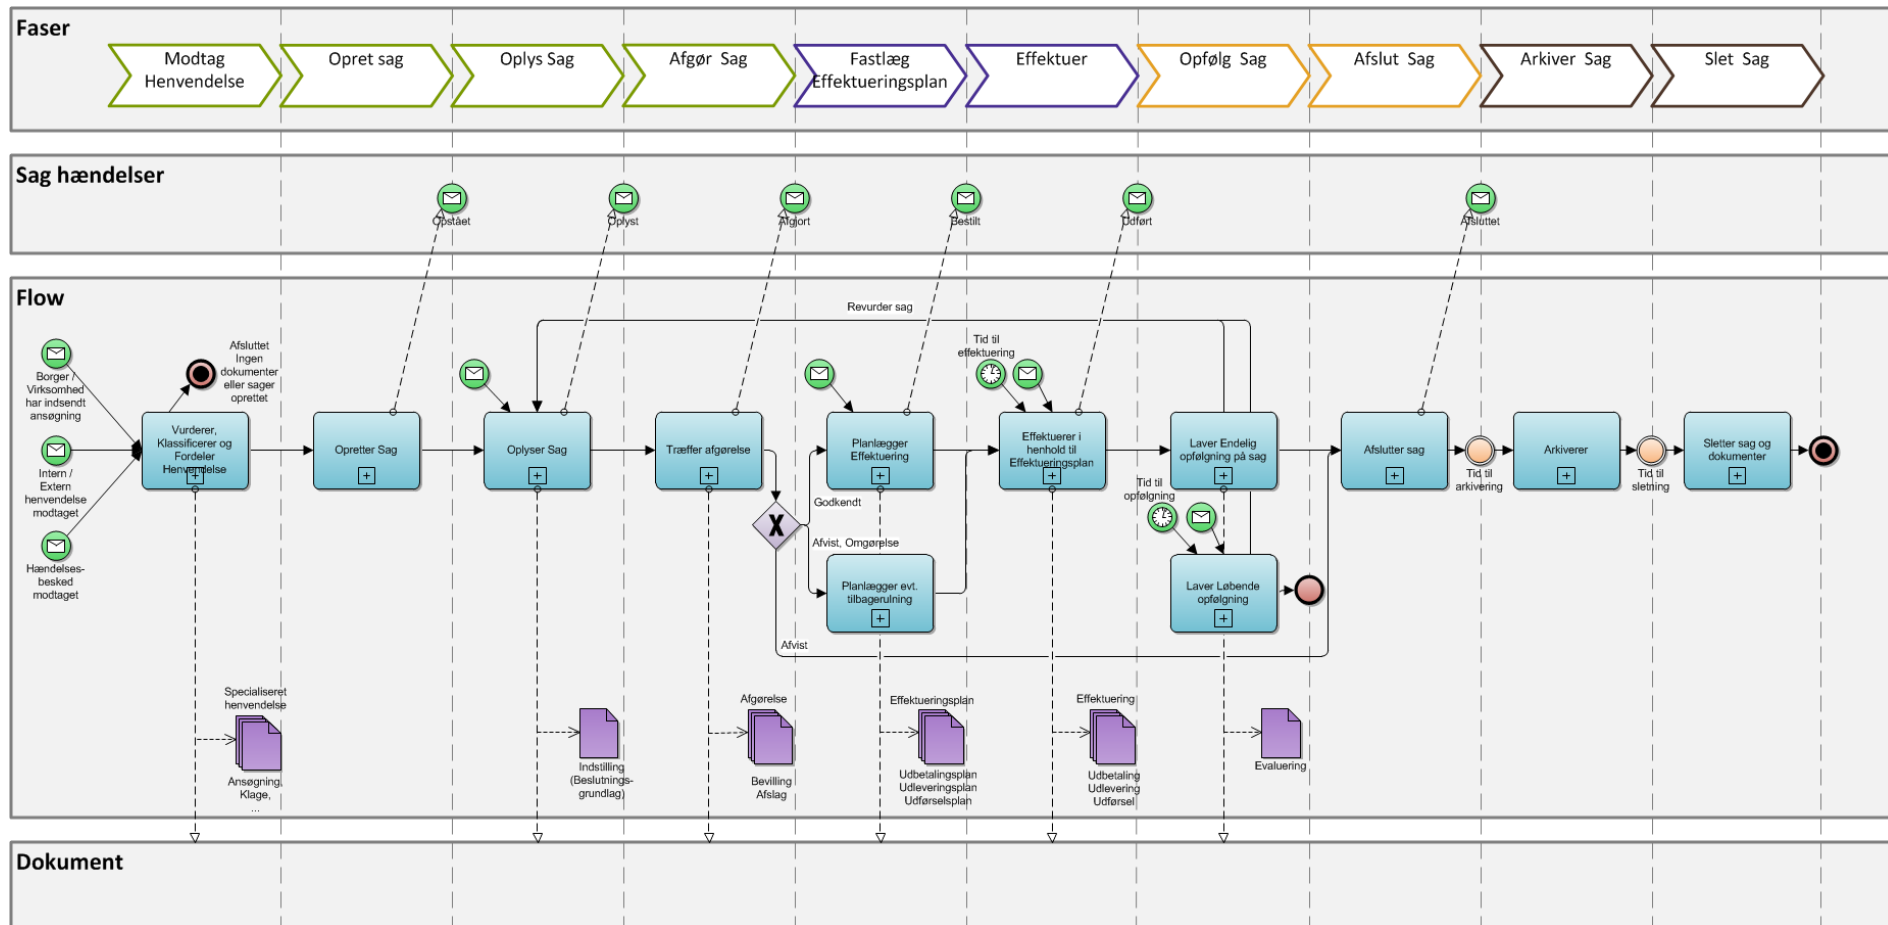 Faser
Modtag
Henvendelse
Opret sag
Oplys Sag
Afgør Sag
Fastlæg
Effektueringsplan
Effektuer
Opfølg Sag
Afslut Sag
Arkiver Sag
Slet Sag
Sag hændelser
Opstået
Oplyst
Afgjort
Bestilt
Udført
Afsluttet
Flow
Revurder sag
Borger /
Virksomhed
har indsendt
ansøgning
Afsluttet
Ingen
dokumenter
eller sager
oprettet
Tid til
effektuering
Intern /
Extern
henvendelse
modtaget
Hændelses-
besked
modtaget
Vurderer,
Klassificerer og
Fordeler
Henvendelse
Opretter Sag
Oplyser Sag
Træffer afgørelse
Planlægger
Effektuering
Effektuerer i
henhold til
Effektueringsplan
Laver Endelig
opfølgning på sag
Afslutter sag
Tid til
arkivering
Arkiverer
Tid til
sletning
Sletter sag og
dokumenter
X
Godkendt
Afvist, Omgørelse
Planlægger evt.
tilbagerulning
Afvist
Tid til
opfølgning
Laver Løbende
opfølgning
Specialiseret
henvendelse
Ansøgning,
Klage,
...
Indstilling
(Beslutnings-
grundlag)
Afgørelse
Bevilling
Afslag
Effektueringsplan
Udbetalingsplan
Udleveringsplan
Udførselsplan
Effektuering
Udbetaling
Udlevering
Udførsel
Evaluering
Dokument